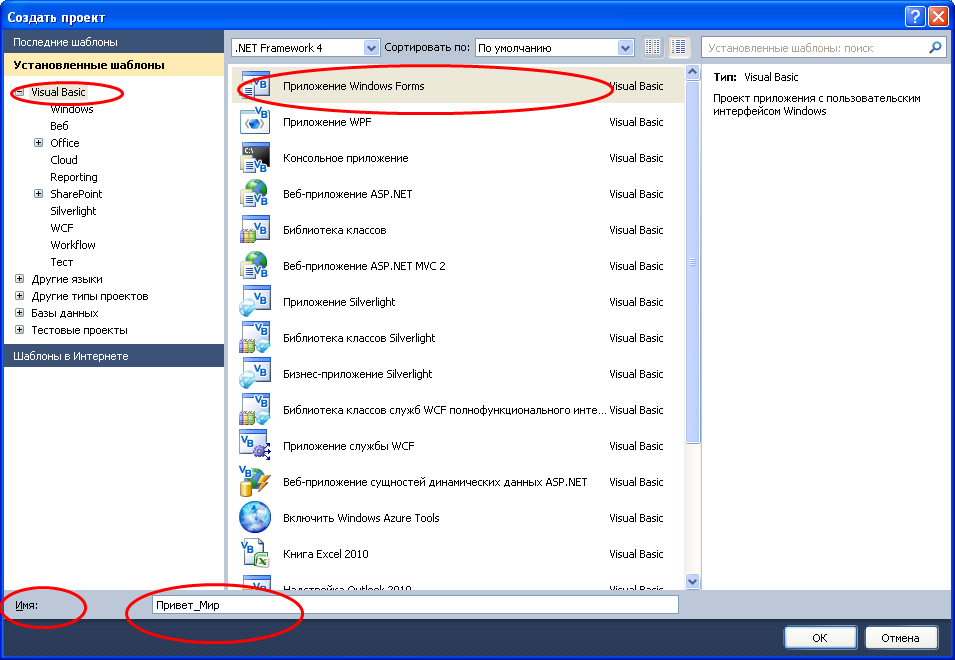 Создать проект
Последние шаблоны
.NET Framework 4
Сортировать по:
По умолчанию
Установленные шаблоны: поиск
Установленные шаблоны
Visual Basic
Windows
Веб
Office
Cloud
Reporting
SharePoint
Silverlight
WCF
Workflow
Тест
Другие языки
Другие типы проектов
Базы данных
Тестовые проекты
Шаблоны в Интернете
Приложение Windows Forms Visual Basic
Приложение WPF Visual Basic
Консольное приложение Visual Basic
Веб-приложение ASP.NET Visual Basic
Библиотека классов Visual Basic
Веб-приложение ASP.NET MVC 2 Visual Basic
Приложение Silverlight Visual Basic
Библиотека классов Silverlight Visual Basic
Бизнес-приложение Silverlight Visual Basic
Библиотека классов служб WCF полнофункционального инте... Visual Basic
Приложение службы WCF Visual Basic
Веб-приложение сущностей динамических данных ASP.NET Visual Basic
Включить Windows Azure Tools Visual Basic
Книга Excel 2010 Visual Basic
Надстройка Outlook 2010 Visual Basic
Тип: Visual Basic
Проект приложения с пользовательским
интерфейсом Windows
Имя:
Привет_Мир
OK
Отмена